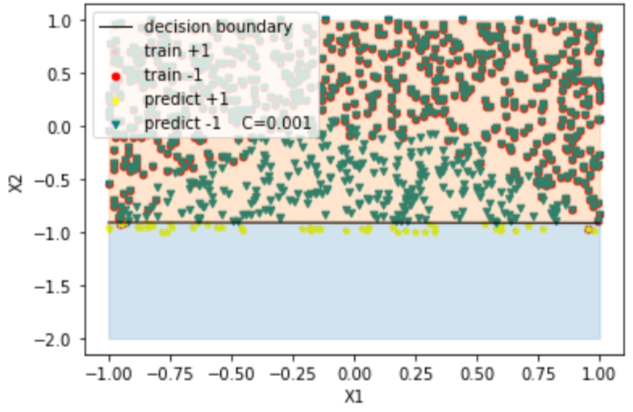 decision boundary
train +1
train -1
predict +1
predict -1 C=0.001
1.0
0.5
0.0
−0.5
−1.0
−1.5
−2.0
X2
−1.00 −0.75 −0.50 −0.25 0.00 0.25 0.50 0.75 1.00
X1